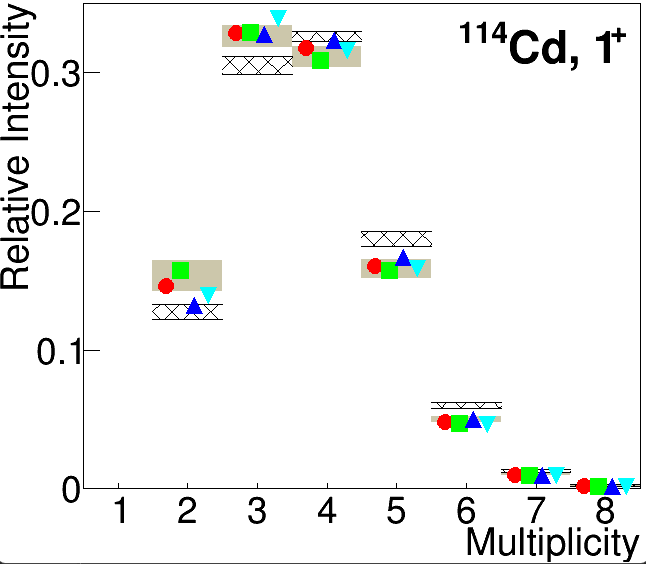 Relative Intensity
¹¹⁴Cd, 1⁺
0.3
0.2
0.1
0
1 2 3 4 5 6 7 8
Multiplicity